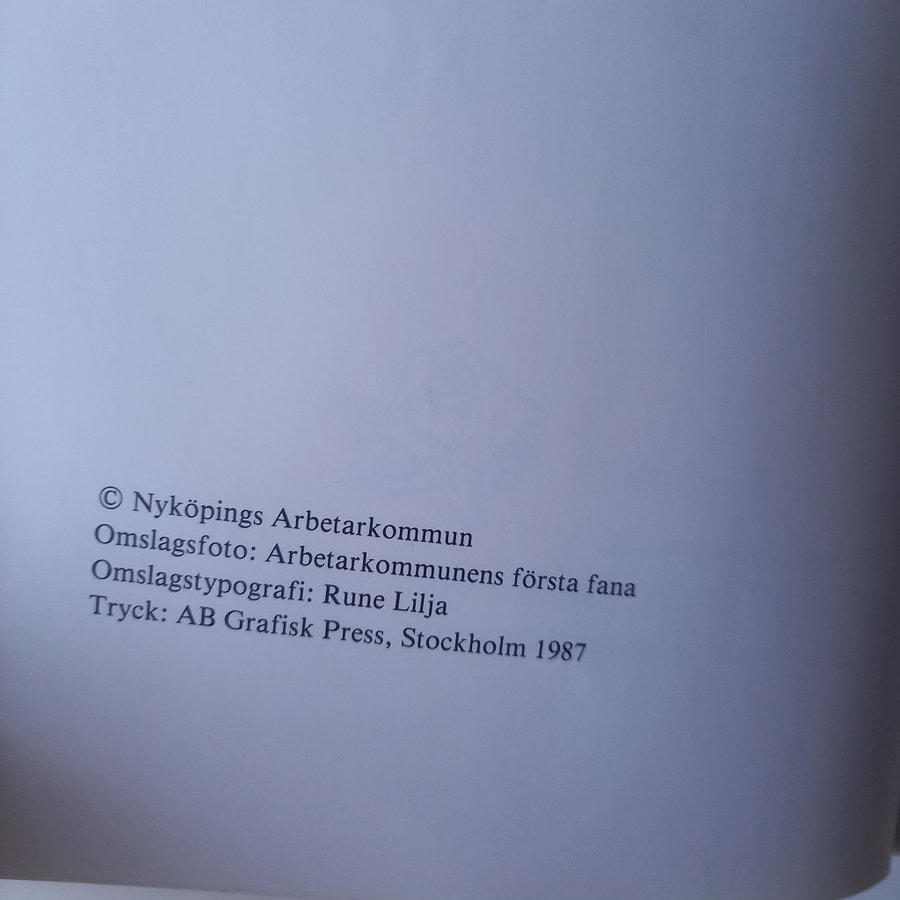 © Nyköpings Arbetarkommun
Omslagsfoto: Arbetarkommunens första fana
Omslagstypografi: Rune Lilja
Tryck: AB Grafisk Press, Stockholm 1987